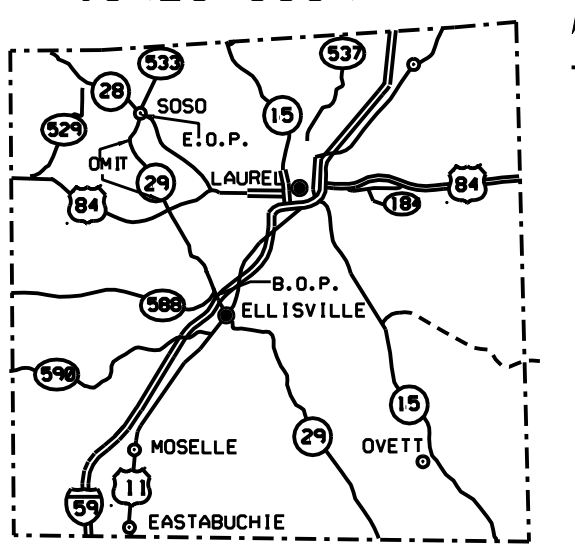 533
537
28
SOSO
15
529
E.O.P.
OMIT
29
LAUREL
84
84
184
B.O.P.
588
ELLISVILLE
590
15
29
OVETT
MOSELLE
11
59
EASTABUCHIE